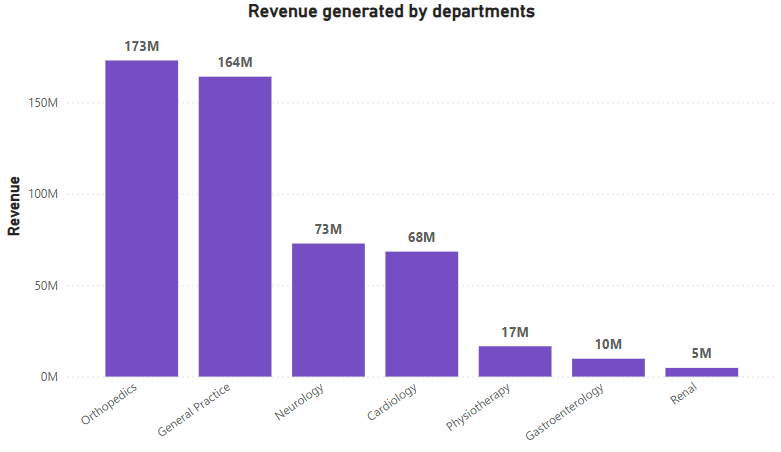 Revenue generated by departments
Revenue
150M
100M
50M
0M
173M
164M
73M
68M
17M
10M
5M
Orthopedics
General Practice
Neurology
Cardiology
Physiotherapy
Gastroenterology
Renal